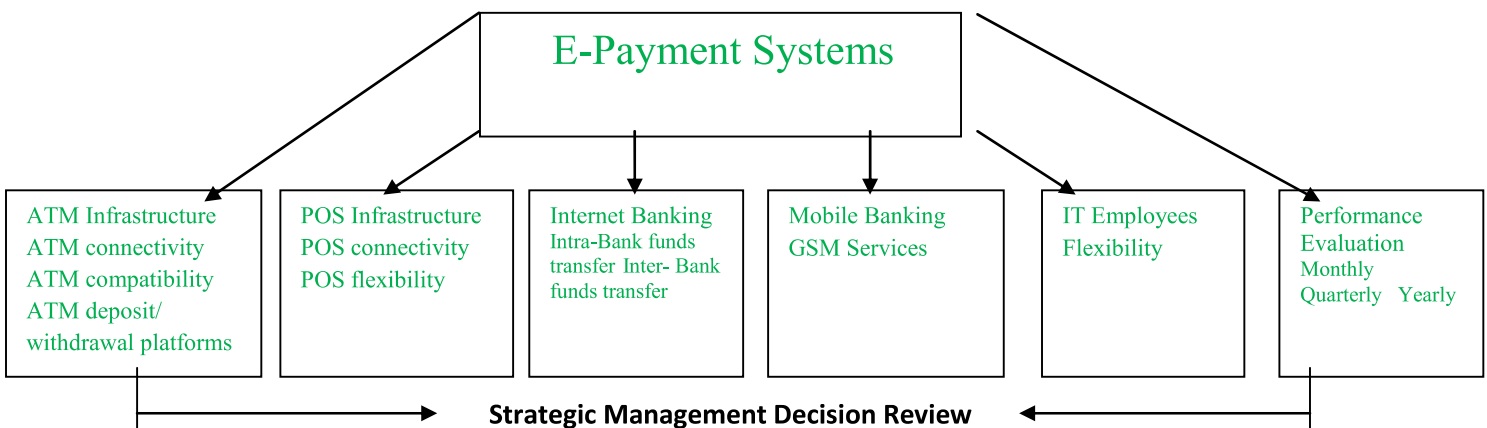 E-Payment Systems
ATM Infrastructure
ATM connectivity
ATM compatibility
ATM deposit/
withdrawal platforms
POS Infrastructure
POS connectivity
POS flexibility
Internet Banking
Intra-Bank funds
transfer Inter- Bank
funds transfer
Mobile Banking
GSM Services
IT Employees
Flexibility
Performance
Evaluation
Monthly
Quarterly Yearly
Strategic Management Decision Review